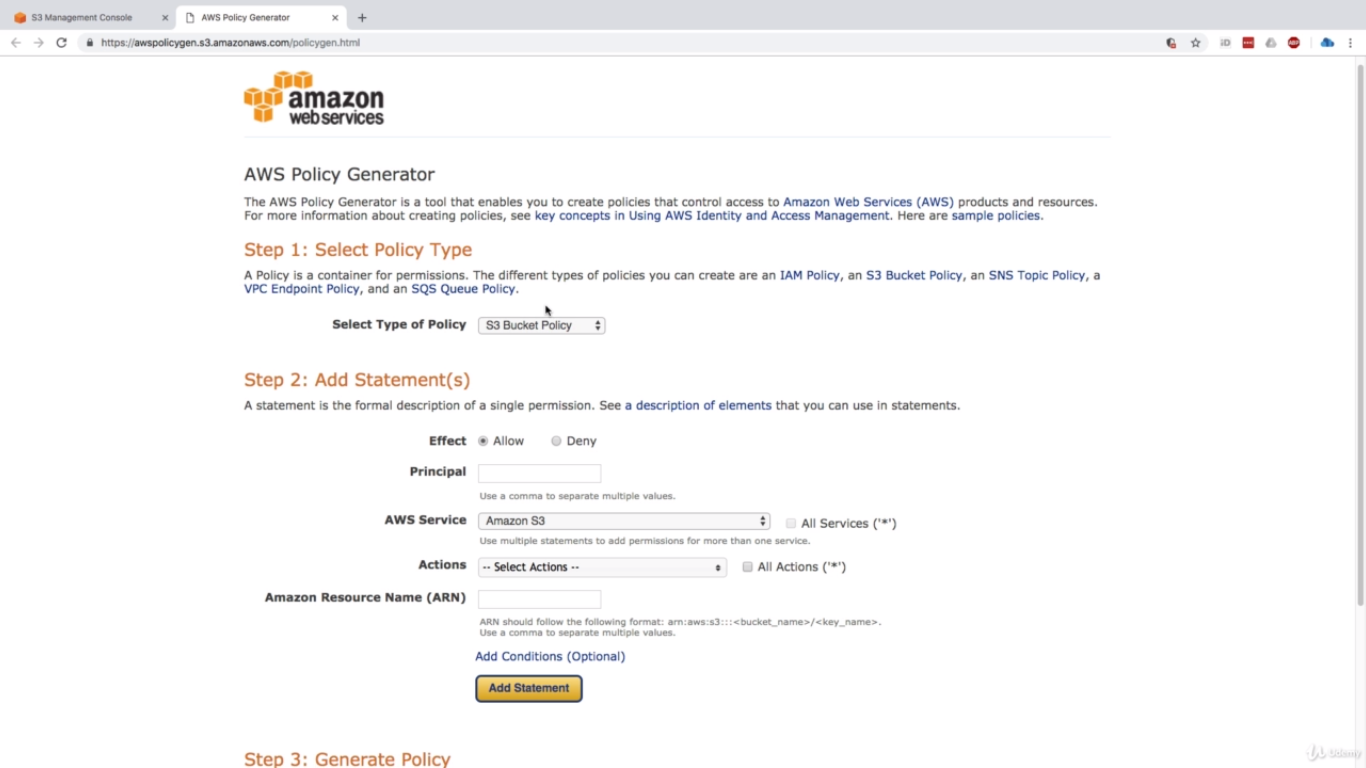 S3 Management Console
AWS Policy Generator
https://awspolicygen.s3.amazonaws.com/policygen.html
iD
ABP
amazon
web services
AWS Policy Generator
The AWS Policy Generator is a tool that enables you to create policies that control access to Amazon Web Services (AWS) products and resources.
For more information about creating policies, see key concepts in Using AWS Identity and Access Management. Here are sample policies.
Step 1: Select Policy Type
A Policy is a container for permissions. The different types of policies you can create are an IAM Policy, an S3 Bucket Policy, an SNS Topic Policy, a
VPC Endpoint Policy, and an SQS Queue Policy.
Select Type of Policy S3 Bucket Policy
Step 2: Add Statement(s)
A statement is the formal description of a single permission. See a description of elements that you can use in statements.
Effect Allow Deny
Principal
Use a comma to separate multiple values.
AWS Service Amazon S3 All Services ('*')
Use multiple statements to add permissions for more than one service.
Actions -- Select Actions -- All Actions ('*')
Amazon Resource Name (ARN)
ARN should follow the following format: arn:aws:s3:::<bucket_name>/<key_name>.
Use a comma to separate multiple values.
Add Conditions (Optional)
Add Statement
Step 3: Generate Policy
Udemy